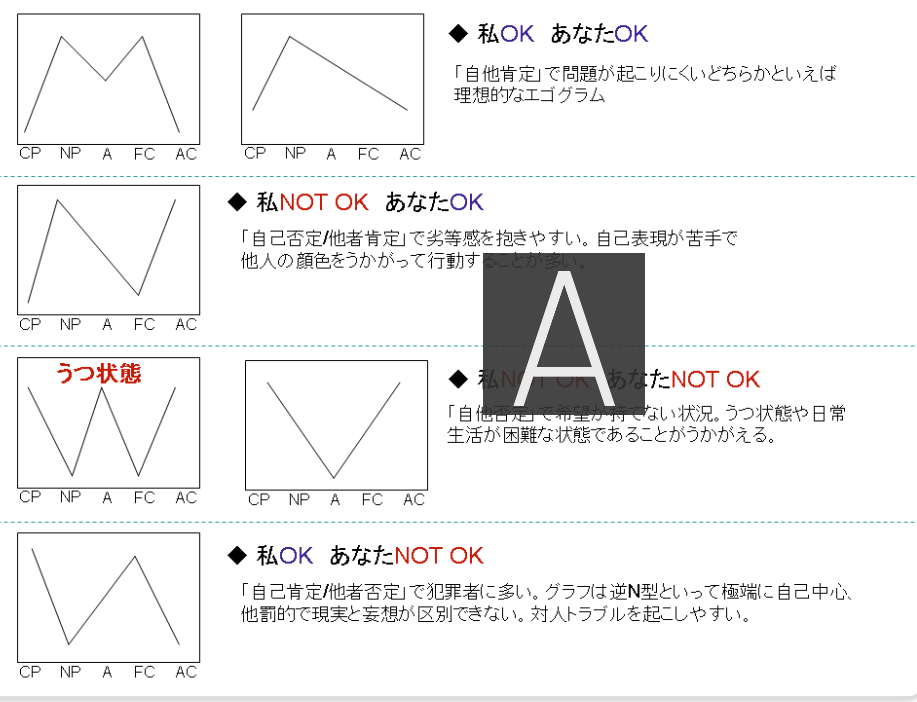 ◆ 私OK あなたOK
「自他肯定」で問題が起こりにくいどちらかといえば
理想的なエゴグラム
CP NP A FC AC
CP NP A FC AC
◆ 私NOT OK あなたOK
「自己否定/他者肯定」で劣等感を抱きやすい。自己表現が苦手で
他人の顔色をうかがって行動することが多い。
CP NP A FC AC
A
うつ状態
◆ 私NOT OK あなたNOT OK
「自他否定」で希望が持てない状況。うつ状態や日常
生活が困難な状態であることがうかがえる。
CP NP A FC AC
CP NP A FC AC
◆ 私OK あなたNOT OK
「自己肯定/他者否定」で犯罪者に多い。グラフは逆N型といって極端に自己中心、
他罰的で現実と妄想が区別できない。対人トラブルを起こしやすい。
CP NP A FC AC